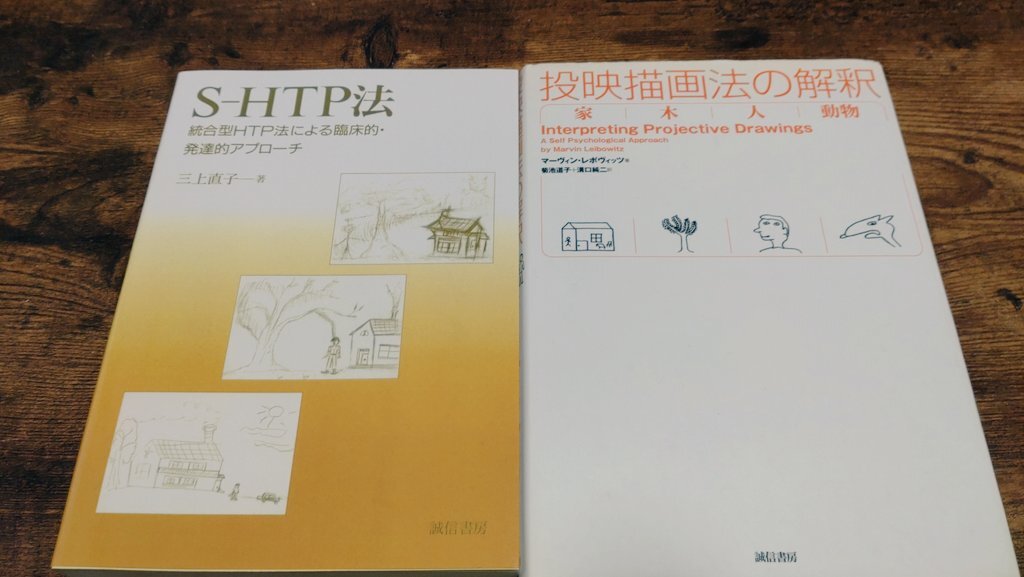 S-HTP法
統合型HTP法による臨床的・
発達的アプローチ
三上直子─著
誠信書房
投映描画法の解釈
家 木 人 動物
Interpreting Projective Drawings
A Self Psychological Approach
by Marvin Leibowitz
マーヴィン・レボヴィッツ著
菊池道子+溝口純二訳
誠信書房